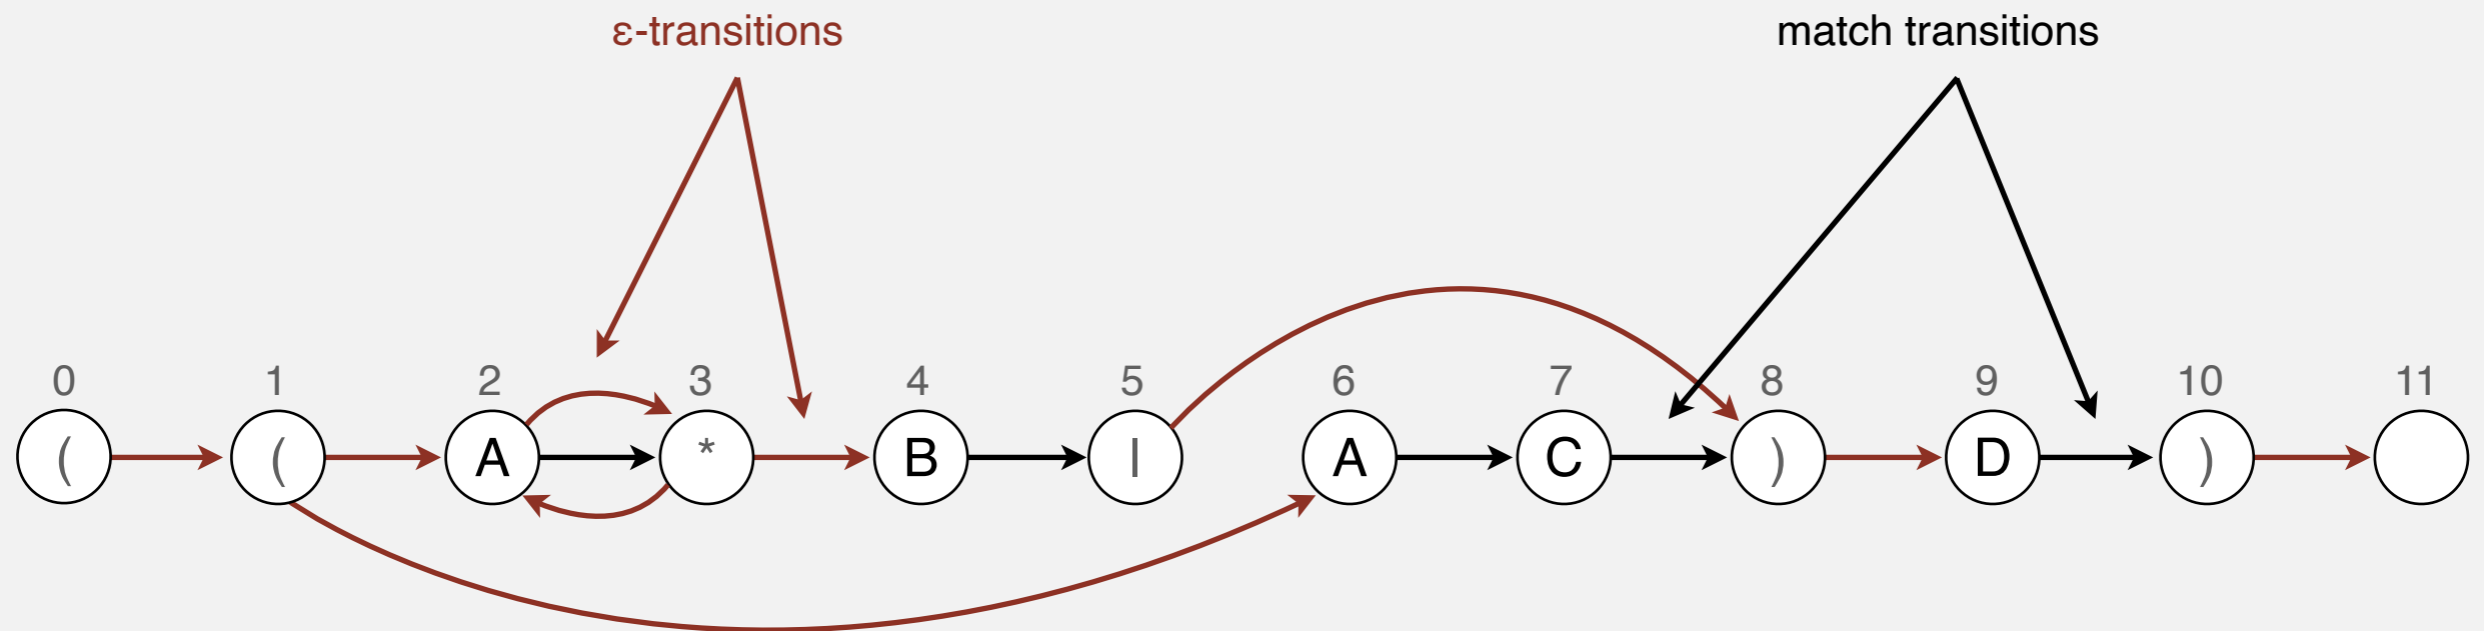 ε-transitions
match transitions
0 1 2 3 4 5 6 7 8 9 10 11
( ( A * B | A C ) D )